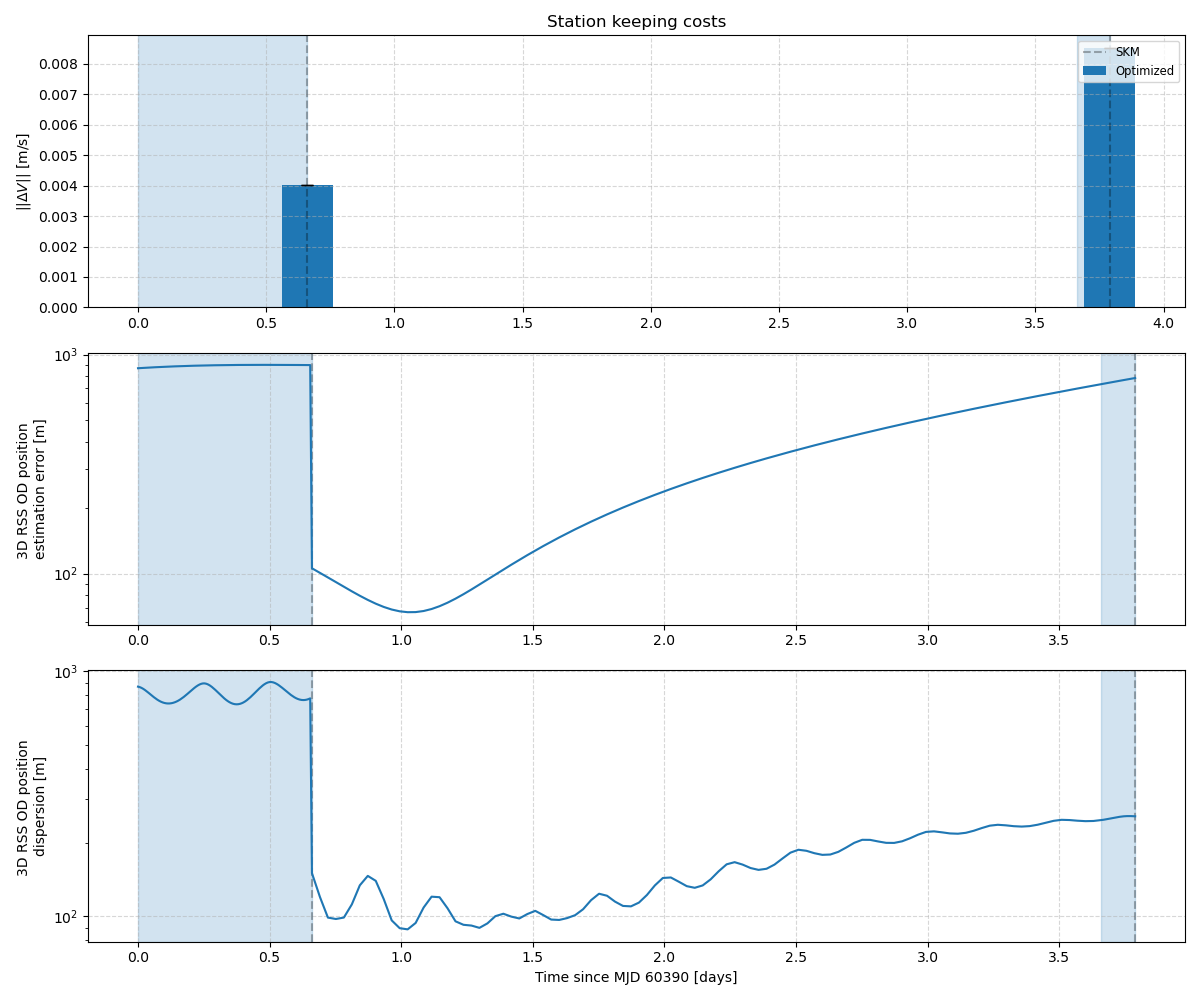 Station keeping costs
||ΔV|| [m/s]
0.008
0.007
0.006
0.005
0.004
0.003
0.002
0.001
0.000
SKM
Optimized
0.0 0.5 1.0 1.5 2.0 2.5 3.0 3.5 4.0
3D RSS OD position
estimation error [m]
10³
10²
0.0 0.5 1.0 1.5 2.0 2.5 3.0 3.5
3D RSS OD position
dispersion [m]
10³
10²
0.0 0.5 1.0 1.5 2.0 2.5 3.0 3.5
Time since MJD 60390 [days]